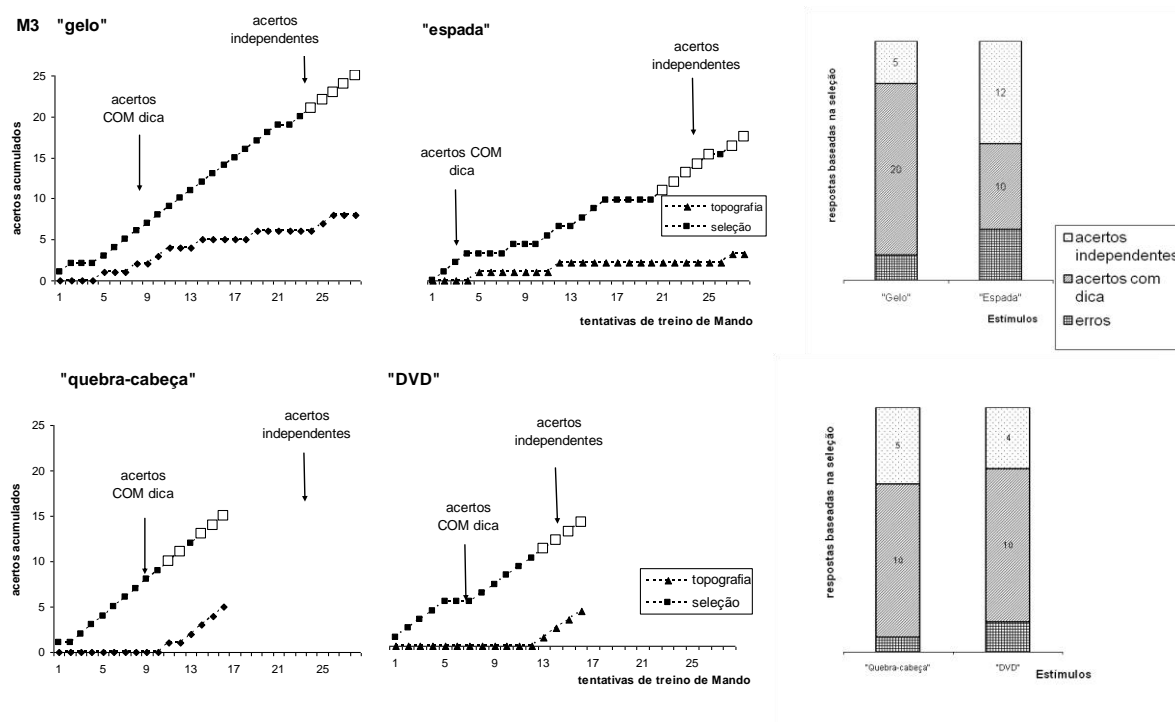 M3 "gelo"
acertos
independentes
acertos
COM dica
acertos acumulados
25
20
15
10
5
0
1 5 9 13 17 21 25
"espada"
acertos
independentes
acertos COM
dica
topografia
seleção
1 5 9 13 17 21 25
tentativas de treino de Mando
respostas baseadas na seleção
5
20
12
10
"Gelo" "Espada"
Estímulos
acertos
independentes
acertos com
dica
erros
"quebra-cabeça"
acertos
independentes
acertos
COM dica
acertos acumulados
25
20
15
10
5
0
1 5 9 13 17 21 25
"DVD"
acertos
independentes
acertos
COM dica
topografia
seleção
1 5 9 13 17 21 25
tentativas de treino de Mando
respostas baseadas na seleção
5
10
4
10
"Quebra-cabeça" "DVD"
Estímulos